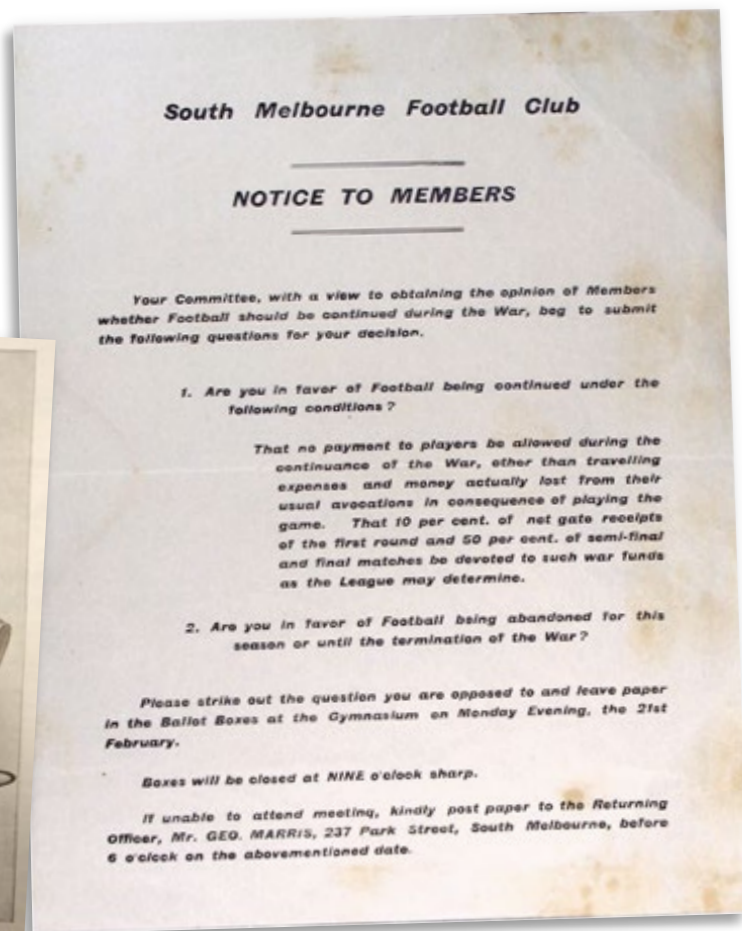 South Melbourne Football Club
NOTICE TO MEMBERS
Your Committee, with a view to obtaining the opinion of Members
whether Football should be continued during the War, beg to submit
the following questions for your decision.
1. Are you in favor of Football being continued under the
following conditions?
That no payment to players be allowed during the
continuance of the War, other than travelling
expenses and money actually lost from their
usual avocations in consequence of playing the
game. That 10 per cent. of net gate receipts
of the first round and 50 per cent. of semi-final
and final matches be devoted to such war funds
as the League may determine.
2. Are you in favor of Football being abandoned for this
season or until the termination of the War?
Please strike out the question you are opposed to and leave paper
in the Ballot Boxes at the Gymnasium on Monday Evening, the 21st
February.
Boxes will be closed at NINE o'clock sharp.
If unable to attend meeting, kindly post paper to the Returning
Officer, Mr. GEO. MARRIS, 237 Park Street, South Melbourne, before
6 o'clock on the abovementioned date.